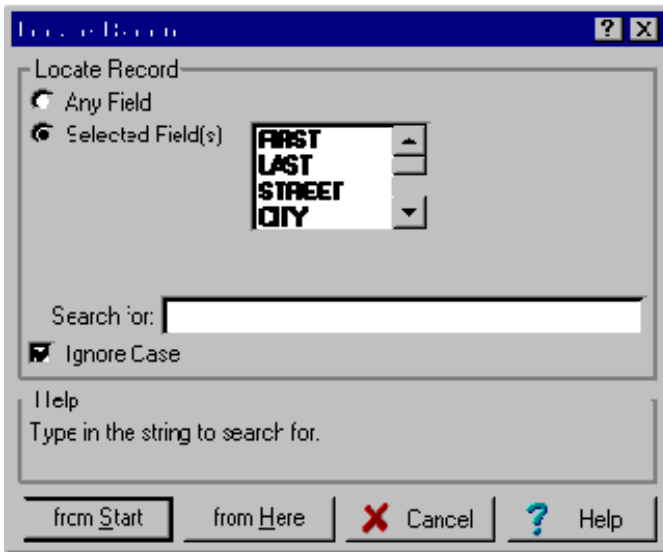 Locate Record
Any Field
Selected Field(s)
FIRST
LAST
STREET
CITY
Search for:
Ignore Case
Help
Type in the string to search for.
from Start
from Here
Cancel
Help